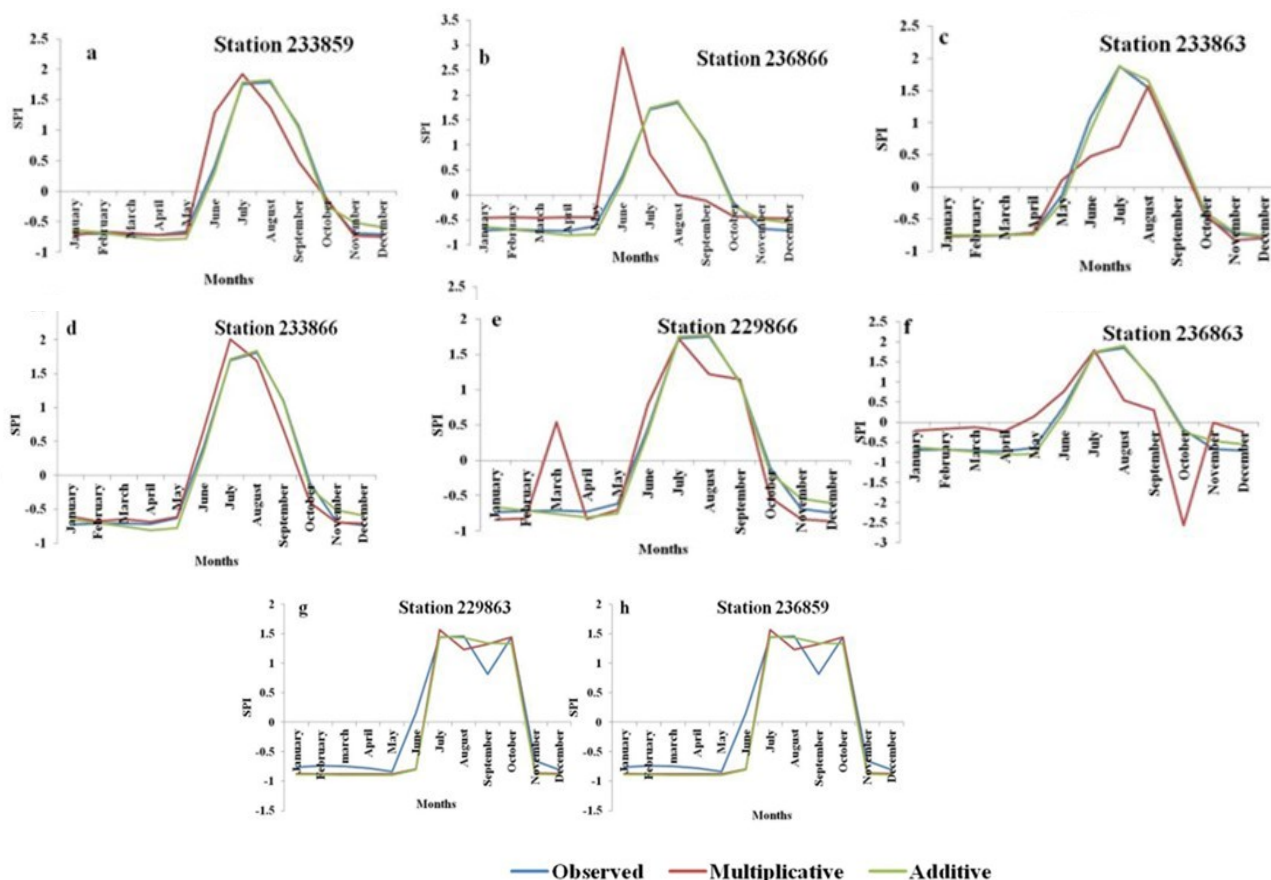 a
Station 233859
2.5
2
1.5
1
0.5
0
-0.5
-1
SPI
January
February
March
April
May
June
July
August
September
October
November
December
Months
b
Station 236866
3.5
3
2.5
2
1.5
1
0.5
0
-0.5
-1
SPI
January
February
March
April
May
June
July
August
September
October
November
December
Months
c
Station 233863
2.5
2
1.5
1
0.5
0
-0.5
-1
SPI
January
February
March
April
May
June
July
August
September
October
November
December
Months
d
Station 233866
2
1.5
1
0.5
0
-0.5
-1
SPI
January
February
March
April
May
June
July
August
September
October
November
December
Months
e
Station 229866
2.5
2
1.5
1
0.5
0
-0.5
-1
SPI
January
February
March
April
May
June
July
August
September
October
November
December
Months
f
Station 236863
2.5
2
1.5
1
0.5
0
-0.5
-1
-1.5
-2
-2.5
-3
SPI
January
February
March
April
May
June
July
August
September
October
November
December
g
Station 229863
2
1.5
1
0.5
0
-0.5
-1
-1.5
SPI
January
February
march
April
May
June
July
August
September
October
November
December
Months
h
Station 236859
2
1.5
1
0.5
0
-0.5
-1
-1.5
SPI
January
February
march
April
May
June
July
August
September
October
November
December
Months
Observed
Multiplicative
Additive